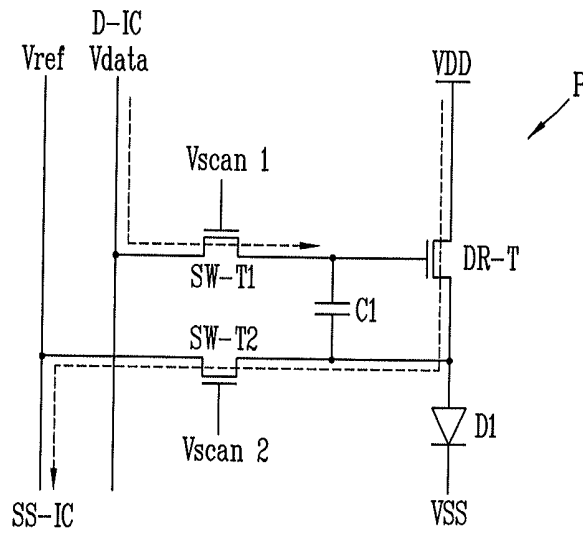 D-IC
Vref
Vdata
VDD
P
Vscan 1
SW-T1
DR-T
C1
SW-T2
D1
Vscan 2
SS-IC
VSS